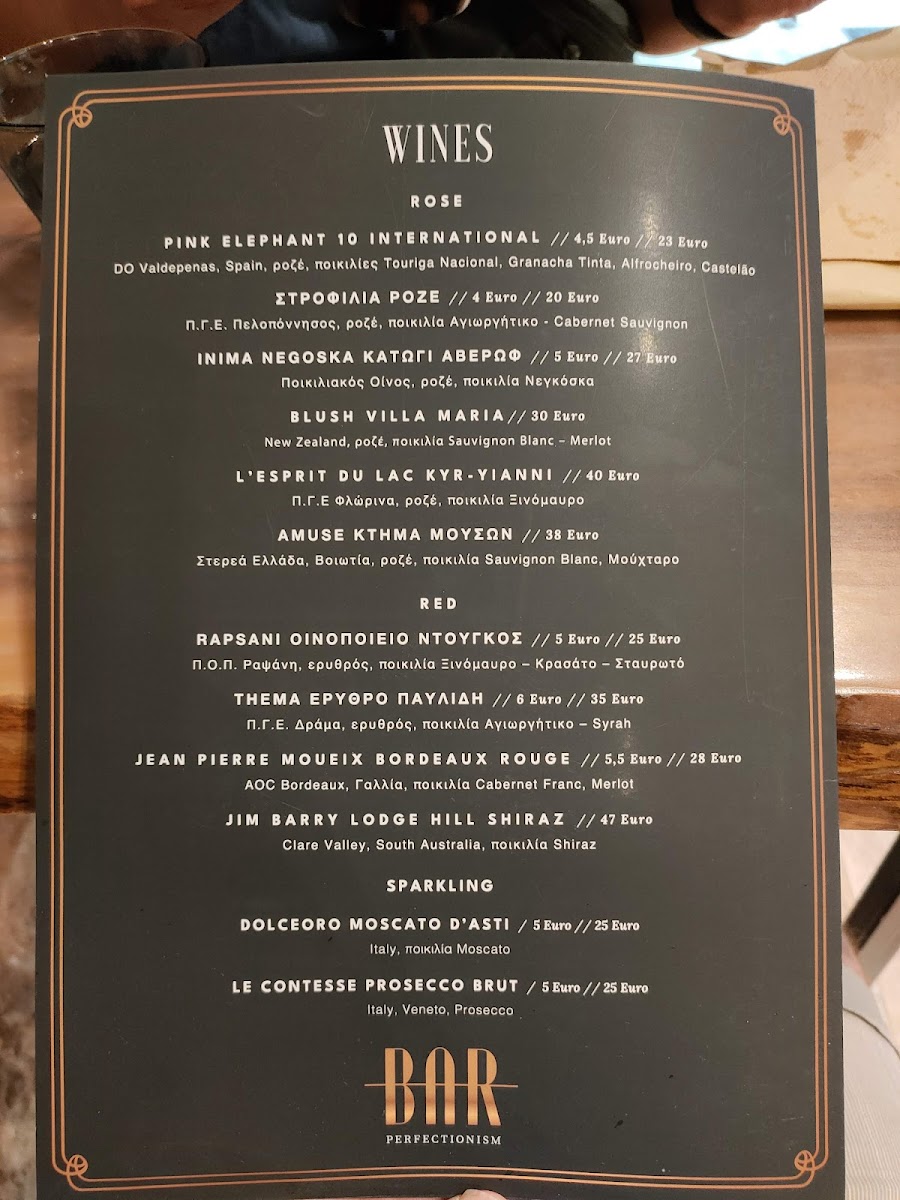 WINES
ROSE
PINK ELEPHANT 10 INTERNATIONAL // 4,5 Euro // 23 Euro
DO Valdepenas, Spain, ροζέ, ποικιλίες Touriga Nacional, Granacha Tinta, Alfrocheiro, Castelão
ΣΤΡΟΦΙΛΙΑ ΡΟΖΕ // 4 Euro // 20 Euro
Π.Γ.Ε. Πελοπόννησος, ροζέ, ποικιλία Αγιωργήτικο - Cabernet Sauvignon
INIMA NEGOSKA ΚΑΤΩΓΙ ΑΒΕΡΩΦ // 5 Euro // 27 Euro
Ποικιλιακός Οίνος, ροζέ, ποικιλία Νεγκόσκα
BLUSH VILLA MARIA // 30 Euro
New Zealand, ροζέ, ποικιλία Sauvignon Blanc – Merlot
L'ESPRIT DU LAC KYR-YIANNI // 40 Euro
Π.Γ.Ε Φλώρινα, ροζέ, ποικιλία Ξινόμαυρο
AMUSE ΚΤΗΜΑ ΜΟΥΣΩΝ // 38 Euro
Στερεά Ελλάδα, Βοιωτία, ροζέ, ποικιλία Sauvignon Blanc, Μούχταρο
RED
RAPSANI ΟΙΝΟΠΟΙΕΙΟ ΝΤΟΥΓΚΟΣ // 5 Euro // 25 Euro
Π.Ο.Π. Ραψάνη, ερυθρός, ποικιλία Ξινόμαυρο – Κρασάτο – Σταυρωτό
THEMA ΕΡΥΘΡΟ ΠΑΥΛΙΔΗ // 6 Euro // 35 Euro
Π.Γ.Ε. Δράμα, ερυθρός, ποικιλία Αγιωργήτικο – Syrah
JEAN PIERRE MOUEIX BORDEAUX ROUGE // 5,5 Euro // 28 Euro
AOC Bordeaux, Γαλλία, ποικιλία Cabernet Franc, Merlot
JIM BARRY LODGE HILL SHIRAZ // 47 Euro
Clare Valley, South Australia, ποικιλία Shiraz
SPARKLING
DOLCEORO MOSCATO D'ASTI / 5 Euro // 25 Euro
Italy, ποικιλία Moscato
LE CONTESSE PROSECCO BRUT / 5 Euro // 25 Euro
Italy, Veneto, Prosecco
BAR
PERFECTIONISM